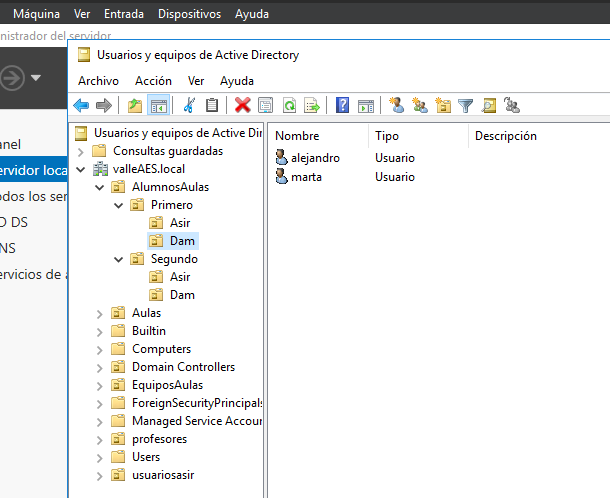 Máquina Ver Entrada Dispositivos Ayuda
nistrador del servidor
Usuarios y equipos de Active Directory
Archivo Acción Ver Ayuda
anel
ervidor loca
odos los ser
D DS
NS
ervicios de a
Usuarios y equipos de Active Dir
Consultas guardadas
valleAES.local
AlumnosAulas
Primero
Asir
Dam
Segundo
Asir
Dam
Aulas
Builtin
Computers
Domain Controllers
EquiposAulas
ForeignSecurityPrincipals
Managed Service Accour
profesores
Users
usuariosasir
Nombre Tipo Descripción
alejandro Usuario
marta Usuario